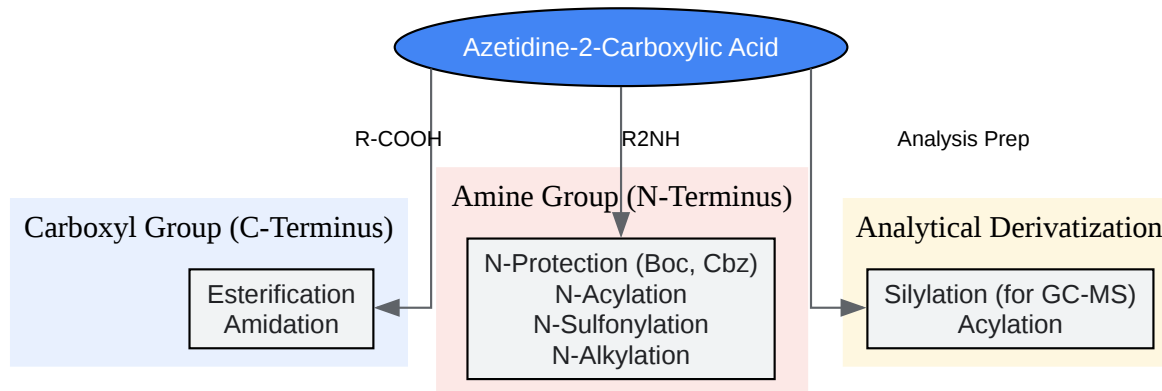 Azetidine-2-Carboxylic Acid
R-COOH
R2NH
Analysis Prep
Carboxyl Group (C-Terminus)
Esterification
Amidation
Amine Group (N-Terminus)
N-Protection (Boc, Cbz)
N-Acylation
N-Sulfonylation
N-Alkylation
Analytical Derivatization
Silylation (for GC-MS)
Acylation